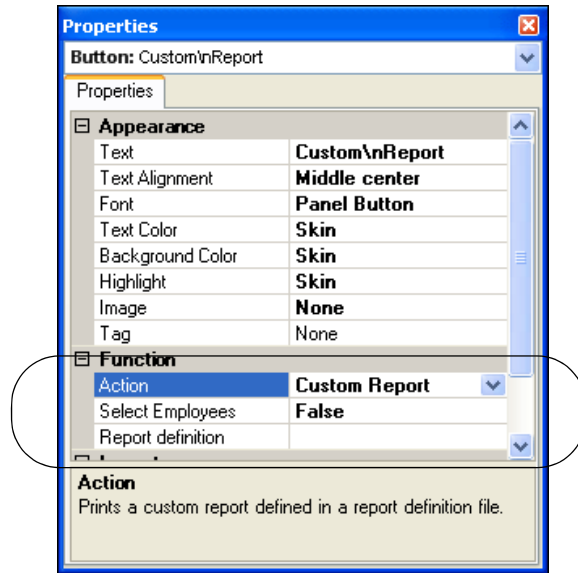 Properties
Button: Custom\nReport
Properties
Appearance
Text Custom\nReport
Text Alignment Middle center
Font Panel Button
Text Color Skin
Background Color Skin
Highlight Skin
Image None
Tag None
Function
Action Custom Report
Select Employees False
Report definition
Action
Prints a custom report defined in a report definition file.